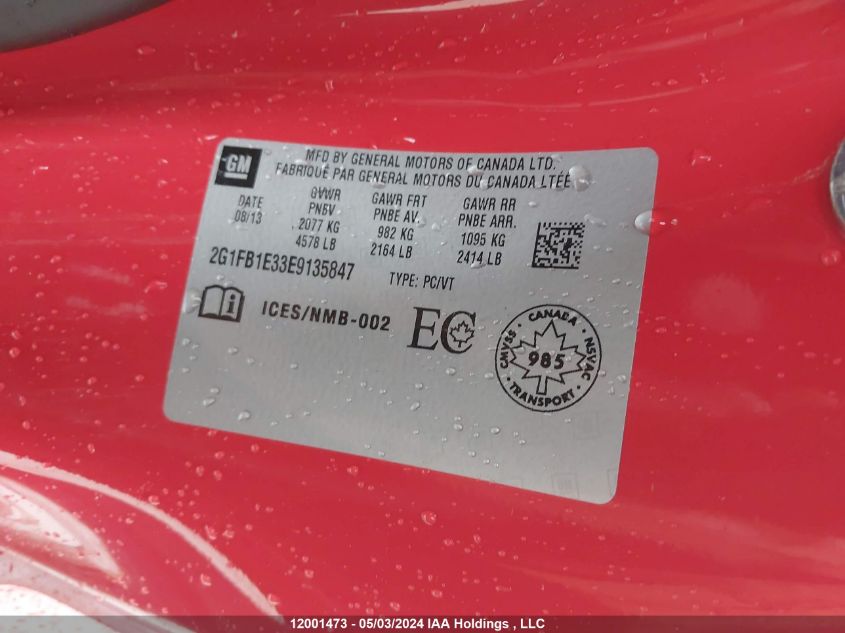 GM
MFD BY GENERAL MOTORS OF CANADA LTD.
FABRIQUÉ PAR GENERAL MOTORS DU CANADA LTÉE
DATE
08/13
GVWR
PNBV
2077 KG
4578 LB
GAWR FRT
PNBE AV.
982 KG
2164 LB
GAWR RR
PNBE ARR.
1095 KG
2414 LB
2G1FB1E33E9135847
TYPE: PC/VT
ICES/NMB-002
EC
CANADA
CMVSS
985
NSVAC
TRANSPORT
12001473 - 05/03/2024 IAA Holdings , LLC